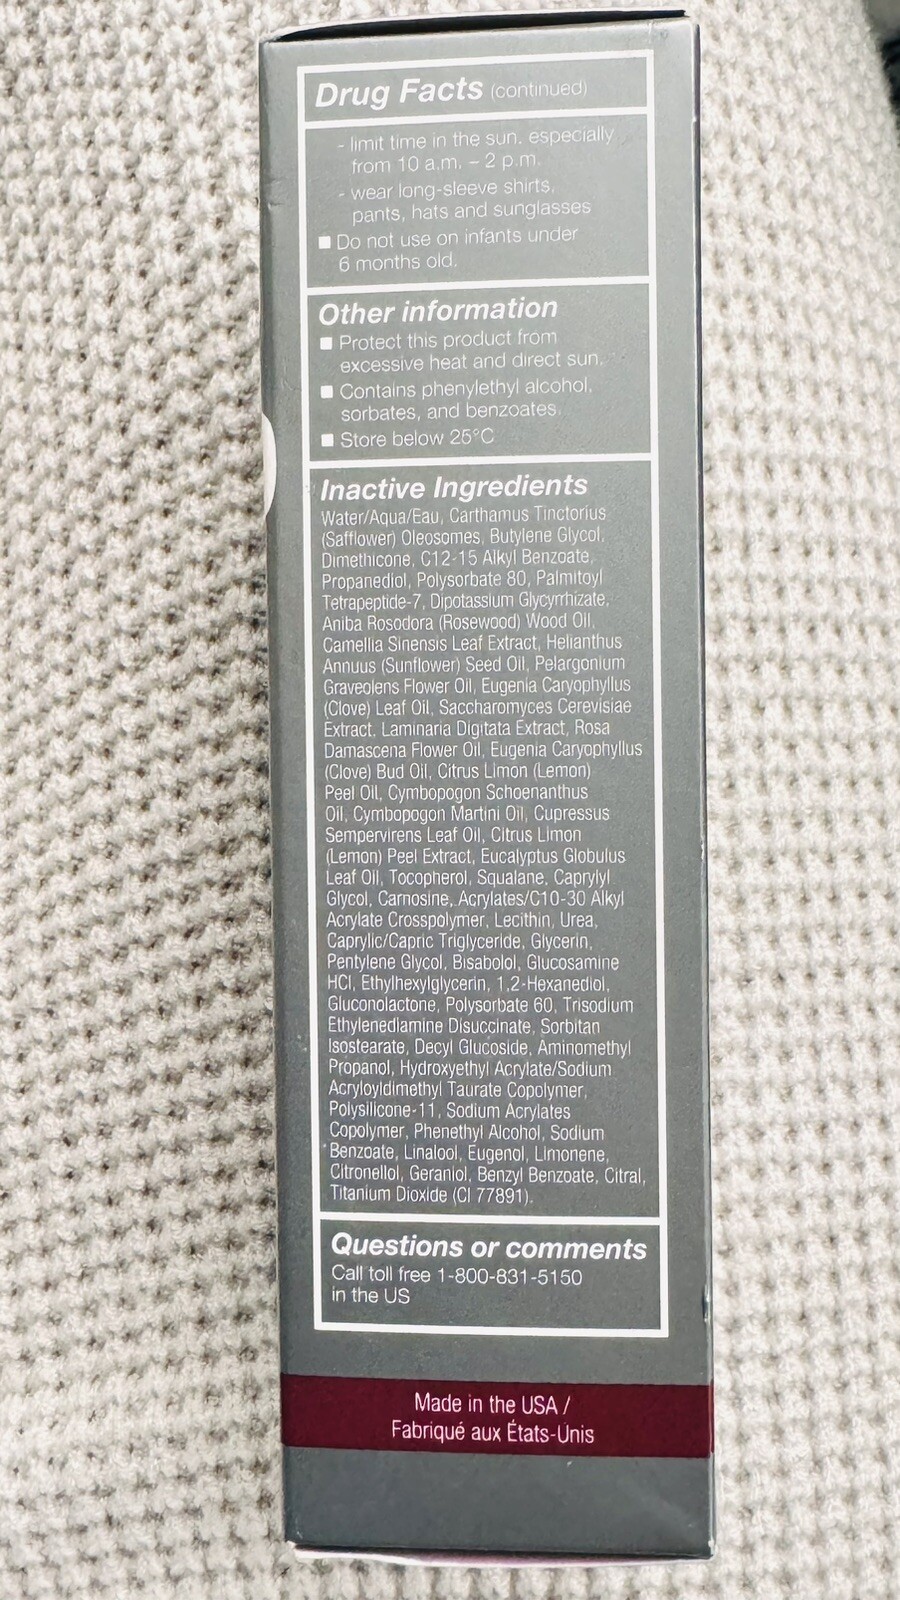 Drug Facts (continued)
- limit time in the sun, especially
from 10 a.m. – 2 p.m.
- wear long-sleeve shirts,
pants, hats and sunglasses
■ Do not use on infants under
6 months old.
Other information
■ Protect this product from
excessive heat and direct sun.
■ Contains phenylethyl alcohol,
sorbates, and benzoates.
■ Store below 25°C
Inactive Ingredients
Water/Aqua/Eau, Carthamus Tinctorius
(Safflower) Oleosomes, Butylene Glycol,
Dimethicone, C12-15 Alkyl Benzoate,
Propanediol, Polysorbate 80, Palmitoyl
Tetrapeptide-7, Dipotassium Glycyrrhizate,
Aniba Rosodora (Rosewood) Wood Oil,
Camellia Sinensis Leaf Extract, Helianthus
Annuus (Sunflower) Seed Oil, Pelargonium
Graveolens Flower Oil, Eugenia Caryophyllus
(Clove) Leaf Oil, Saccharomyces Cerevisiae
Extract, Laminaria Digitata Extract, Rosa
Damascena Flower Oil, Eugenia Caryophyllus
(Clove) Bud Oil, Citrus Limon (Lemon)
Peel Oil, Cymbopogon Schoenanthus
Oil, Cymbopogon Martini Oil, Cupressus
Sempervirens Leaf Oil, Citrus Limon
(Lemon) Peel Extract, Eucalyptus Globulus
Leaf Oil, Tocopherol, Squalane, Caprylyl
Glycol, Carnosine, Acrylates/C10-30 Alkyl
Acrylate Crosspolymer, Lecithin, Urea,
Caprylic/Capric Triglyceride, Glycerin,
Pentylene Glycol, Bisabolol, Glucosamine
HCl, Ethylhexylglycerin, 1,2-Hexanediol,
Gluconolactone, Polysorbate 60, Trisodium
Ethylenediamine Disuccinate, Sorbitan
Isostearate, Decyl Glucoside, Aminomethyl
Propanol, Hydroxyethyl Acrylate/Sodium
Acryloyldimethyl Taurate Copolymer,
Polysilicone-11, Sodium Acrylates
Copolymer, Phenethyl Alcohol, Sodium
Benzoate, Linalool, Eugenol, Limonene,
Citronellol, Geraniol, Benzyl Benzoate, Citral,
Titanium Dioxide (CI 77891).
Questions or comments
Call toll free 1-800-831-5150
in the US
Made in the USA /
Fabriqué aux États-Unis